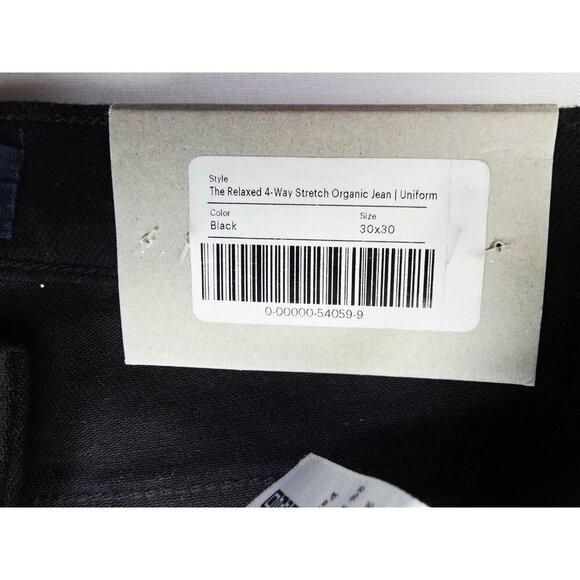 Style
The Relaxed 4-Way Stretch Organic Jean | Uniform
Color Size
Black 30x30
0-00000-54059-9